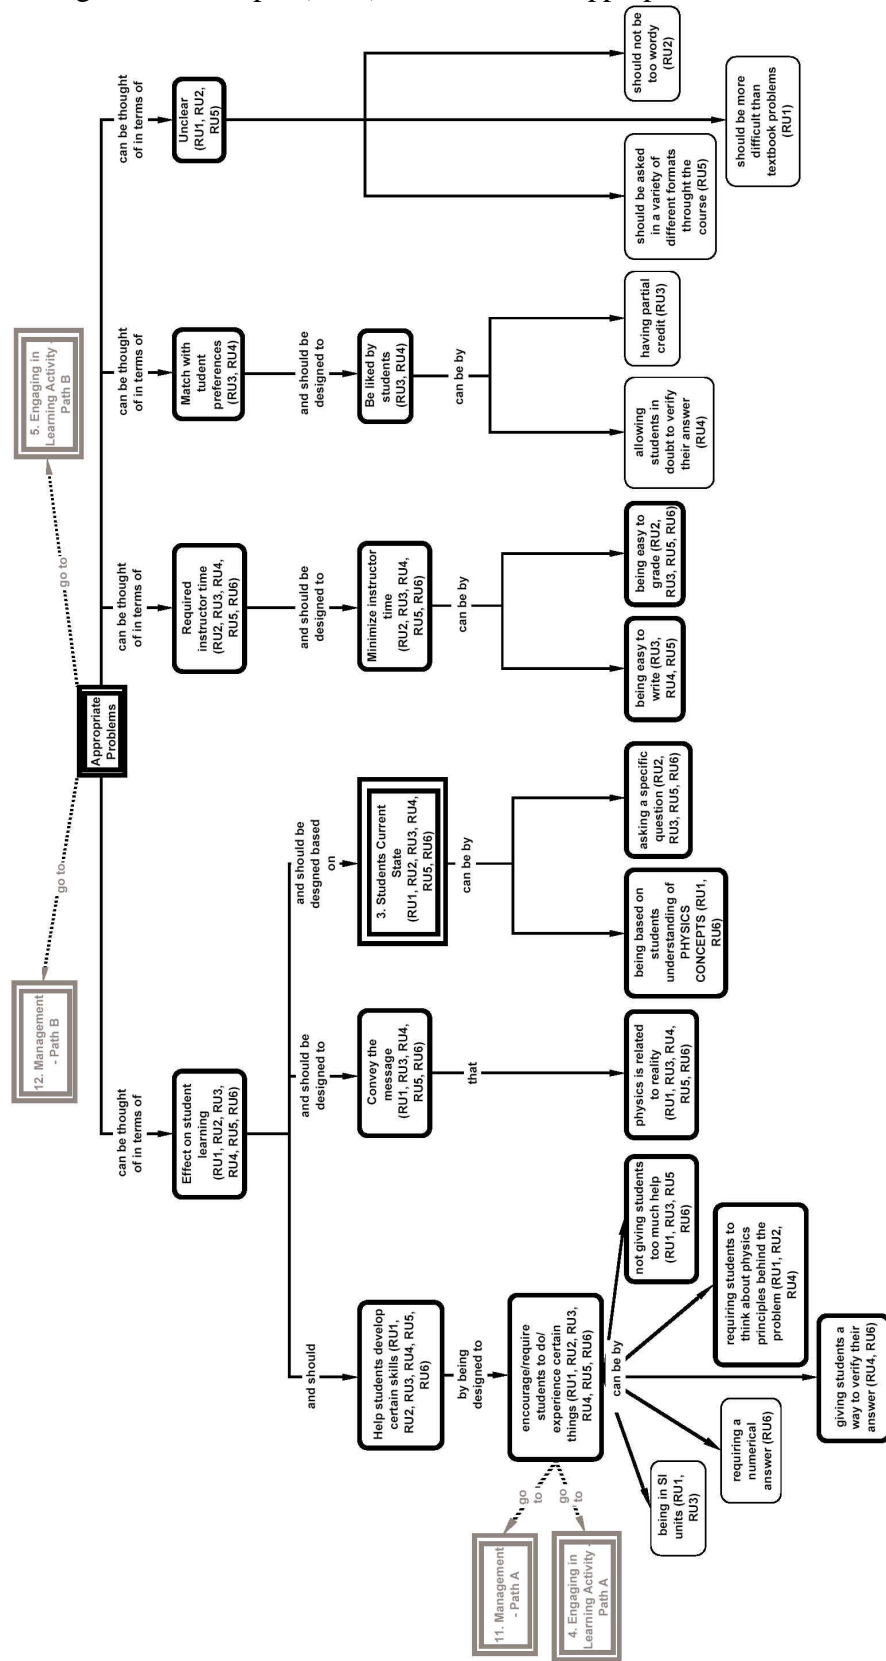 12. Management
- Path B
5. Engaging in
Learning Activity -
Path B
go to
go to
Appropriate
Problems
can be thought
of in terms of
can be thought
of in terms of
can be thought
of in terms of
can be thought
of in terms of
Effect on student
learning
(RU1, RU2, RU3,
RU4, RU5, RU6)
Required
instructor time
(RU2, RU3, RU4,
RU5, RU6)
Match with
tudent
preferences
(RU3, RU4)
Unclear
(RU1, RU2,
RU5)
and should
and should be
designed to
and should be
desgned based
on
and should be
designed to
and should be
designed to
Help students develop
certain skills (RU1,
RU2, RU3, RU4, RU5,
RU6)
Convey the
message
(RU1, RU3, RU4,
RU5, RU6)
3. Students Current
State
(RU1, RU2, RU3, RU4,
RU5, RU6)
Minimize instructor
time
(RU2, RU3, RU4,
RU5, RU6)
Be liked by
students
(RU3, RU4)
by being
designed to
that
can be by
can be by
can be by
11. Management
- Path A
4. Engaging in
Learning Activity -
Path A
go
to
go
to
encourage/require
students to do/
experience certain
things (RU1, RU2, RU3,
RU4, RU5, RU6)
can be by
being in SI
units (RU1,
RU3)
requiring a
numerical
answer (RU6)
giving students a
way to verify their
answer (RU4, RU6)
requiring students to
think about physics
principles behind the
problem (RU1, RU2,
RU4)
not giving students
too much help
(RU1, RU3, RU5
RU6)
physics is related
to reality
(RU1, RU3, RU4,
RU5, RU6)
being based on
students
understanding of
PHYSICS
CONCEPTS (RU1,
RU6)
asking a specific
question (RU2,
RU3, RU5, RU6)
being easy to
write (RU3,
RU4, RU5)
being easy to
grade (RU2,
RU3, RU5, RU6)
allowing
students in
doubt to verify
their answer
(RU4)
having partial
credit (RU3)
should be asked
in a variety of
different formats
throught the
course (RU5)
should be more
difficult than
textbook problems
(RU1)
should not be
too wordy
(RU2)